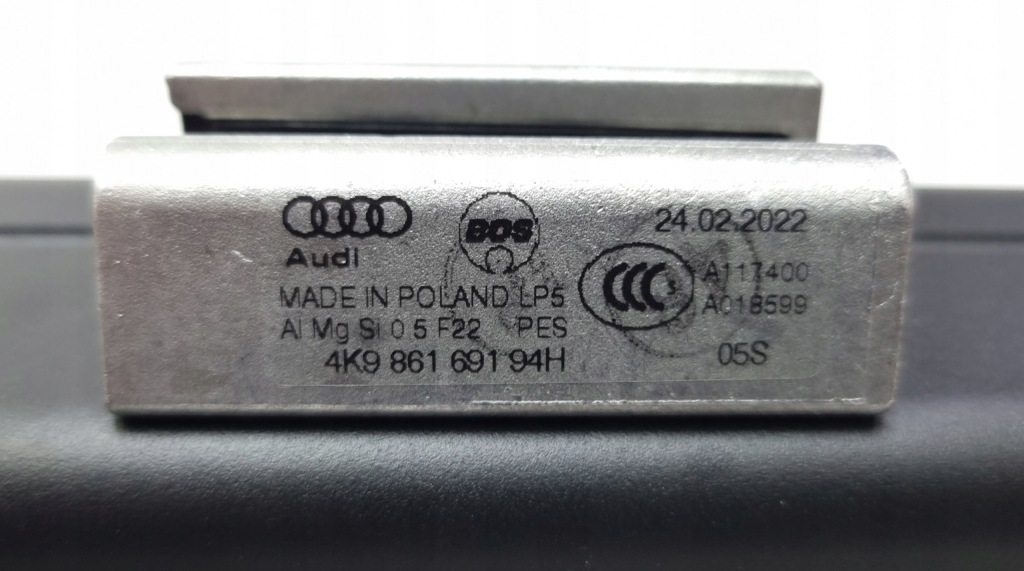 BOS 24.02.2022
Audi
CCC S A117400
MADE IN POLAND LP5 A018599
Al Mg Si 0 5 F22 PES
4K9 861 691 94H 05S